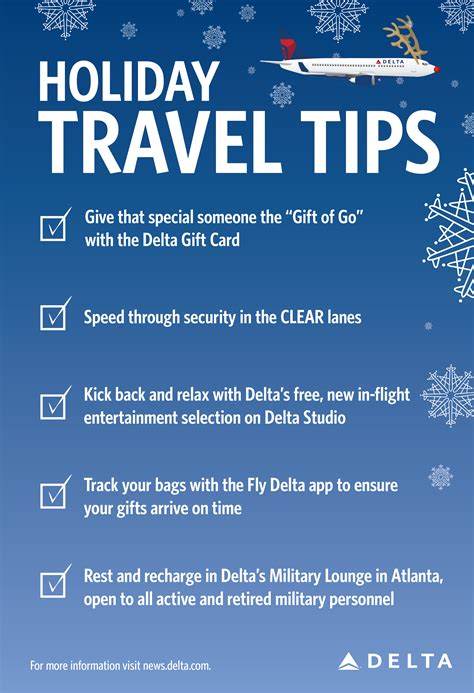 DELTA
HOLIDAY
TRAVEL TIPS
Give that special someone the “Gift of Go”
with the Delta Gift Card
Speed through security in the CLEAR lanes
Kick back and relax with Delta’s free, new in-flight
entertainment selection on Delta Studio
Track your bags with the Fly Delta app to ensure
your gifts arrive on time
Rest and recharge in Delta’s Military Lounge in Atlanta,
open to all active and retired military personnel
For more information visit news.delta.com.
DELTA